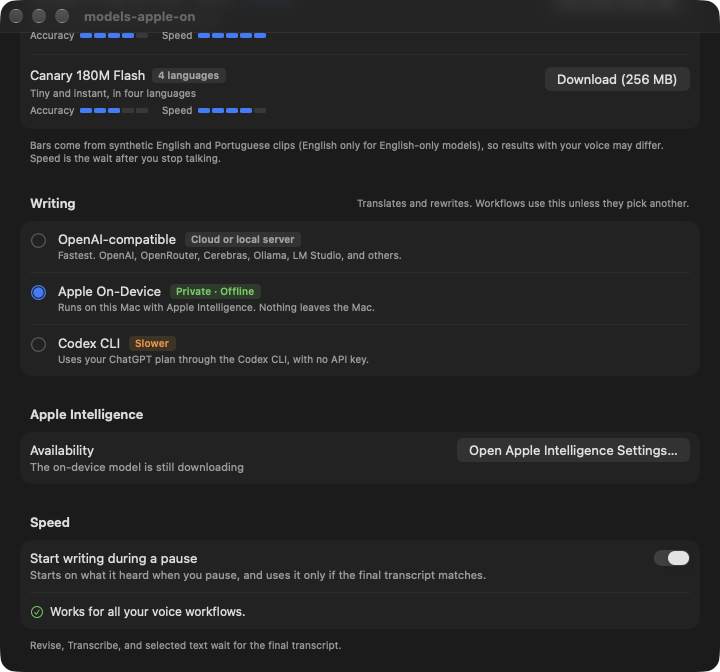 models-apple-on
Accuracy Speed
Canary 180M Flash 4 languages
Download (256 MB)
Tiny and instant, in four languages
Accuracy Speed
Bars come from synthetic English and Portuguese clips (English only for English-only models), so results with your voice may differ.
Speed is the wait after you stop talking.
Writing
Translates and rewrites. Workflows use this unless they pick another.
OpenAI-compatible Cloud or local server
Fastest. OpenAI, OpenRouter, Cerebras, Ollama, LM Studio, and others.
Apple On-Device Private · Offline
Runs on this Mac with Apple Intelligence. Nothing leaves the Mac.
Codex CLI Slower
Uses your ChatGPT plan through the Codex CLI, with no API key.
Apple Intelligence
Availability
The on-device model is still downloading
Open Apple Intelligence Settings...
Speed
Start writing during a pause
Starts on what it heard when you pause, and uses it only if the final transcript matches.
Works for all your voice workflows.
Revise, Transcribe, and selected text wait for the final transcript.